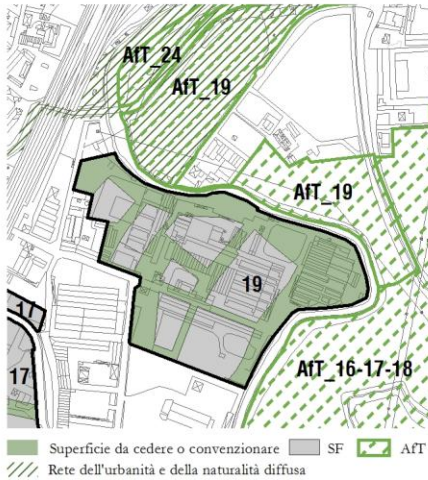 AfT_24
AfT_19
AfT_19
19
17
17
AfT_16-17-18
Superficie da cedere o convenzionare SF AfT
Rete dell'urbanità e della naturalità diffusa